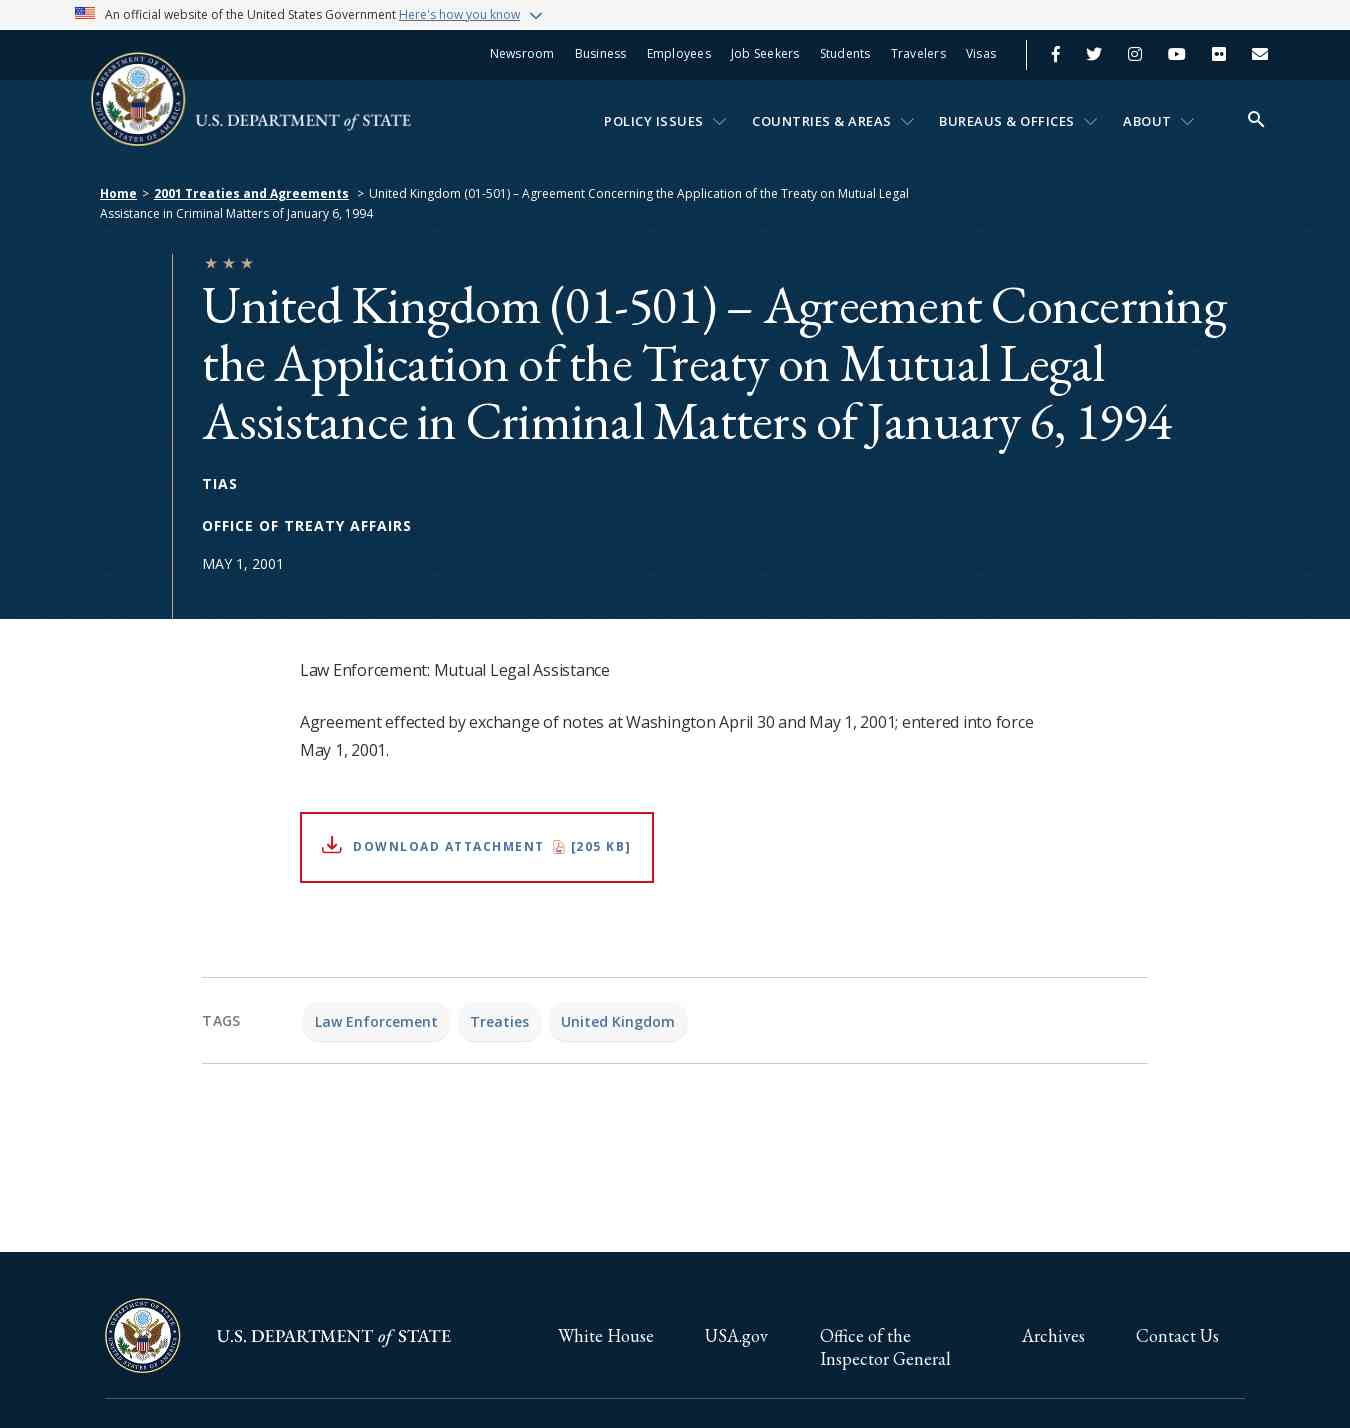 An official website of the United States Government Here's how you know
Newsroom Business Employees Job Seekers Students Travelers Visas
U.S. DEPARTMENT of STATE
POLICY ISSUES COUNTRIES & AREAS BUREAUS & OFFICES ABOUT
Home > 2001 Treaties and Agreements > United Kingdom (01-501) – Agreement Concerning the Application of the Treaty on Mutual Legal
Assistance in Criminal Matters of January 6, 1994
United Kingdom (01-501) – Agreement Concerning
the Application of the Treaty on Mutual Legal
Assistance in Criminal Matters of January 6, 1994
TIAS
OFFICE OF TREATY AFFAIRS
MAY 1, 2001
Law Enforcement: Mutual Legal Assistance
Agreement effected by exchange of notes at Washington April 30 and May 1, 2001; entered into force
May 1, 2001.
DOWNLOAD ATTACHMENT [205 KB]
TAGS Law Enforcement Treaties United Kingdom
DEPARTMENT OF STATE
UNITED STATES OF AMERICA
U.S. DEPARTMENT of STATE
White House USA.gov Office of the Archives Contact Us
Inspector General